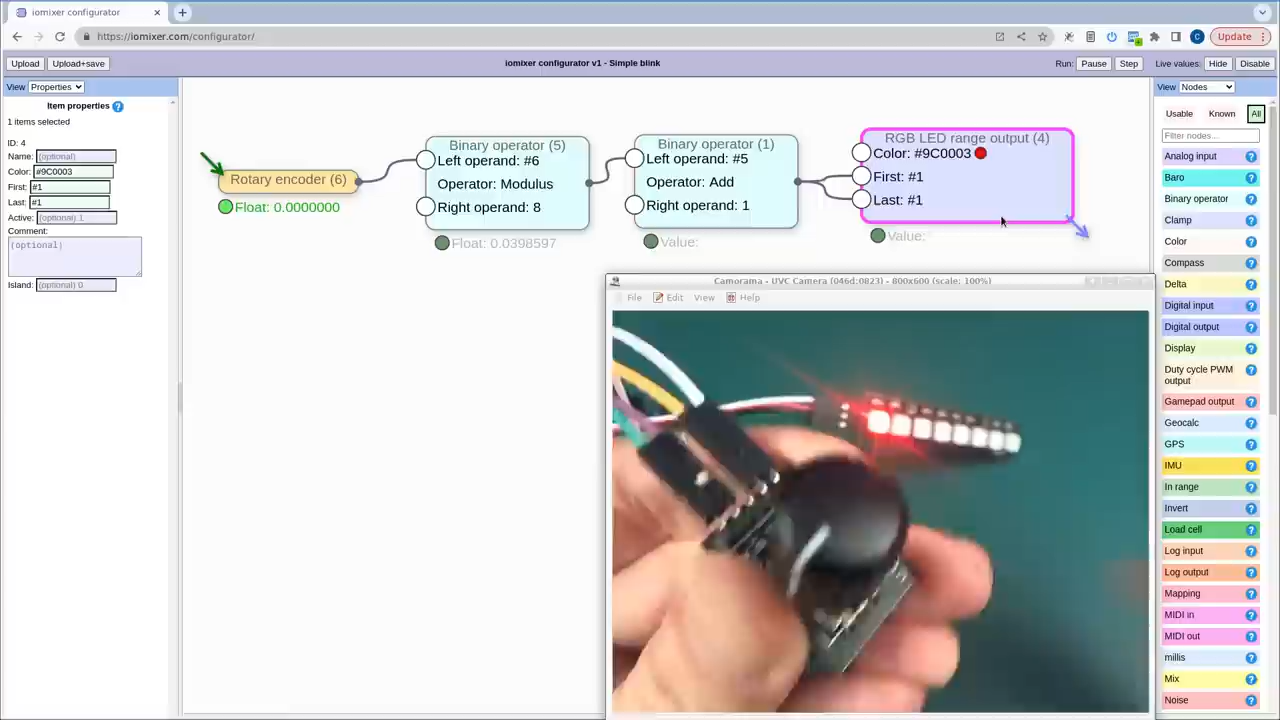 iomixer configurator
https://iomixer.com/configurator/
C
Update
Upload
Upload+save
iomixer configurator v1 - Simple blink
Run:
Pause
Step
Live values:
Hide
Disable
View
Properties
Item properties ?
1 items selected
ID: 4
Name: (optional)
Color: #9C0003
First: #1
Last: #1
Active: (optional) 1
Comment:
(optional)
Island: (optional) 0
Rotary encoder (6)
Float: 0.0000000
Binary operator (5)
Left operand: #6
Operator: Modulus
Right operand: 8
Float: 0.0398597
Binary operator (1)
Left operand: #5
Operator: Add
Right operand: 1
Value:
RGB LED range output (4)
Color: #9C0003
First: #1
Last: #1
Value:
Camorama - UVC Camera (046d:0823) - 800x600 (scale: 100%)
File
Edit
View
Help
View
Nodes
Usable
Known
All
Filter nodes...
Analog input ?
Baro ?
Binary operator ?
Clamp ?
Color ?
Compass ?
Delta ?
Digital input ?
Digital output ?
Display ?
Duty cycle PWM
output ?
Gamepad output ?
Geocalc ?
GPS ?
IMU ?
In range ?
Invert ?
Load cell ?
Log input ?
Log output ?
Mapping ?
MIDI in ?
MIDI out ?
millis ?
Mix ?
Noise ?